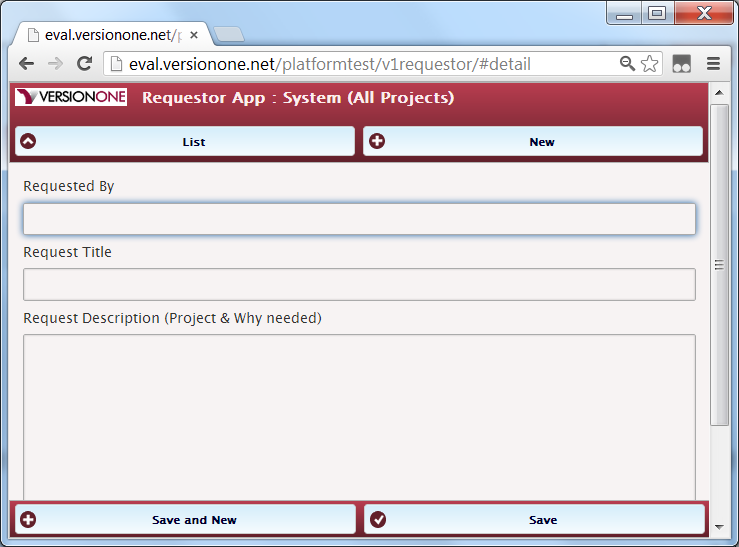 eval.versionone.net/p
eval.versionone.net/platformtest/v1requestor/#detail
VERSIONONE Requestor App : System (All Projects)
List New
Requested By
Request Title
Request Description (Project & Why needed)
Save and New Save